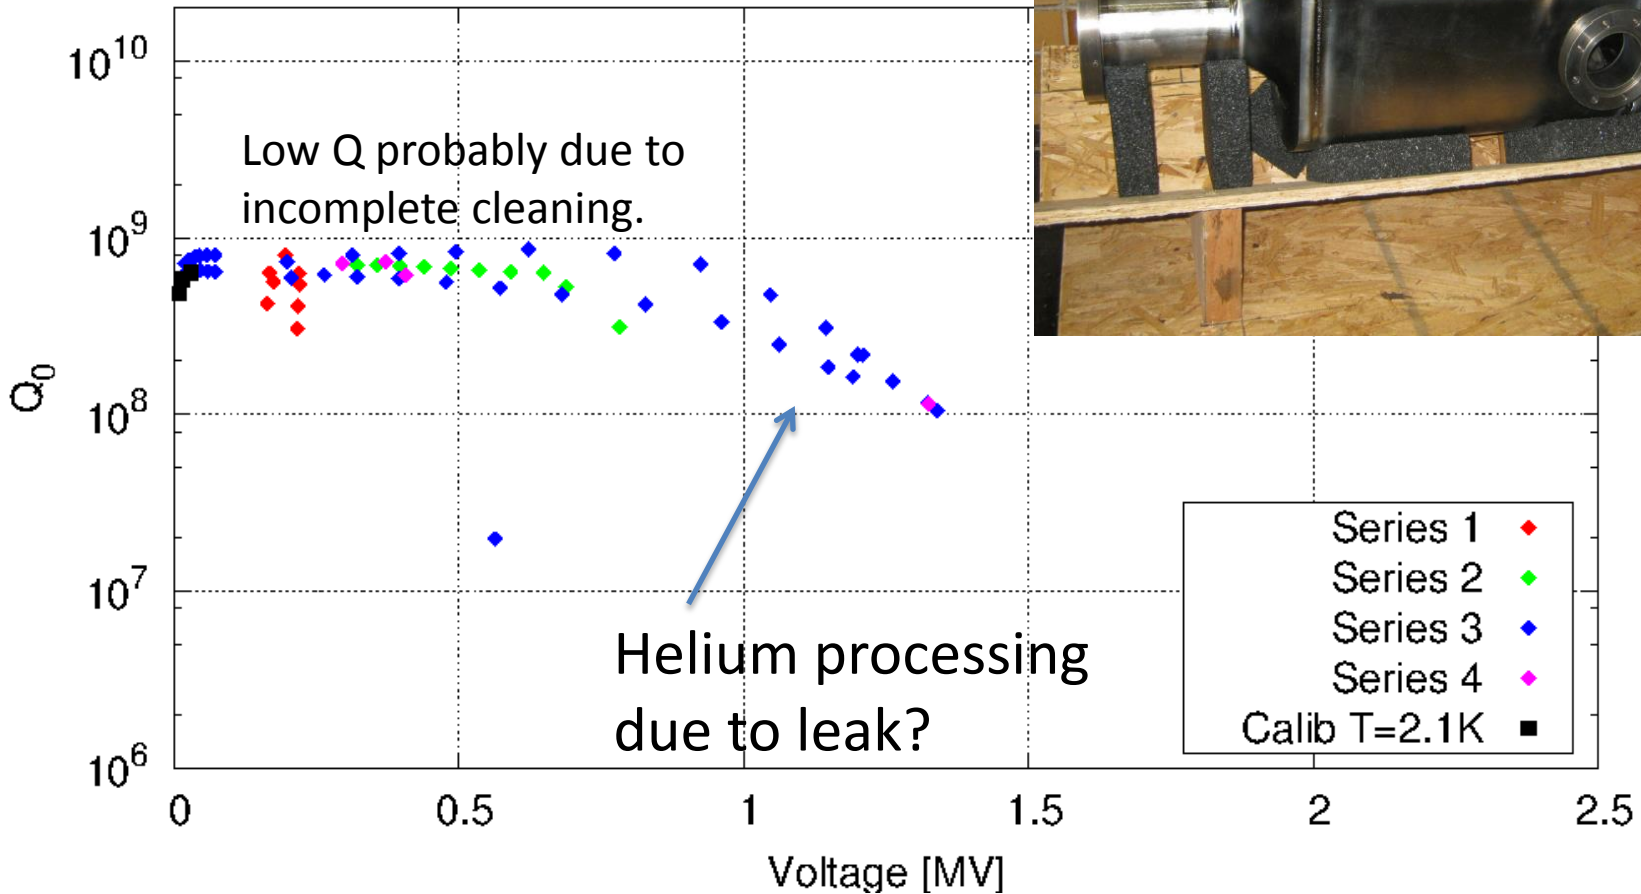 10^10
Low Q probably due to
incomplete cleaning.
10^9
Q_0
10^8
10^7
Helium processing
due to leak?
10^6
Series 1
Series 2
Series 3
Series 4
Calib T=2.1K
0 0.5 1 1.5 2 2.5
Voltage [MV]